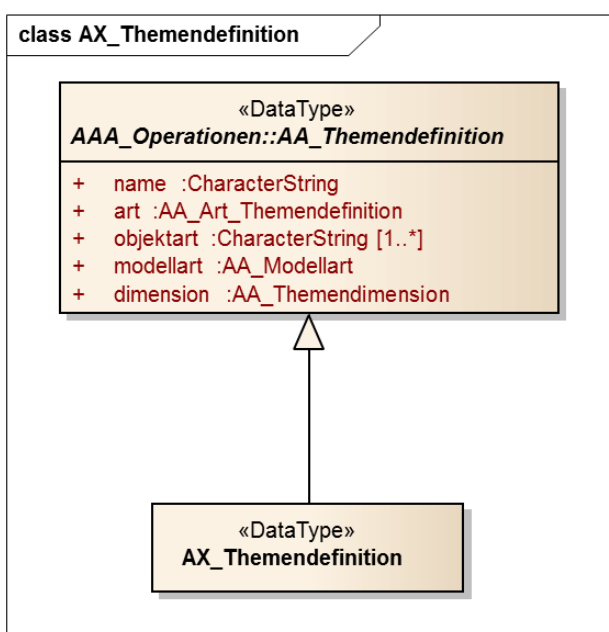 class AX_Themendefinition
«DataType»
AAA_Operationen::AA_Themendefinition
+ name :CharacterString
+ art :AA_Art_Themendefinition
+ objektart :CharacterString [1..*]
+ modellart :AA_Modellart
+ dimension :AA_Themendimension
«DataType»
AX_Themendefinition